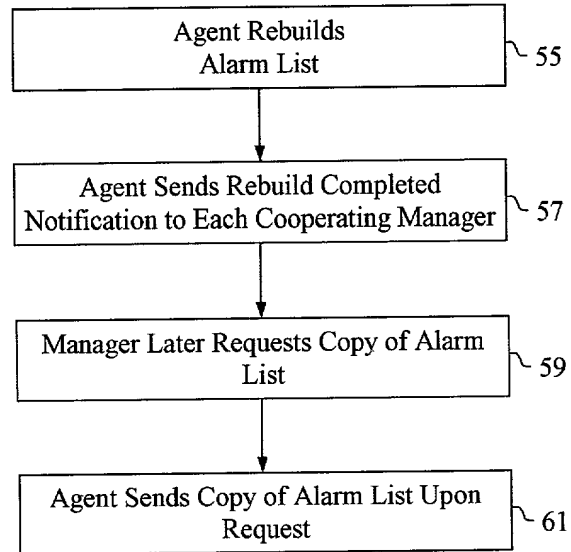 Agent Rebuilds
Alarm List
55
Agent Sends Rebuild Completed
Notification to Each Cooperating Manager
57
Manager Later Requests Copy of Alarm
List
59
Agent Sends Copy of Alarm List Upon
Request
61